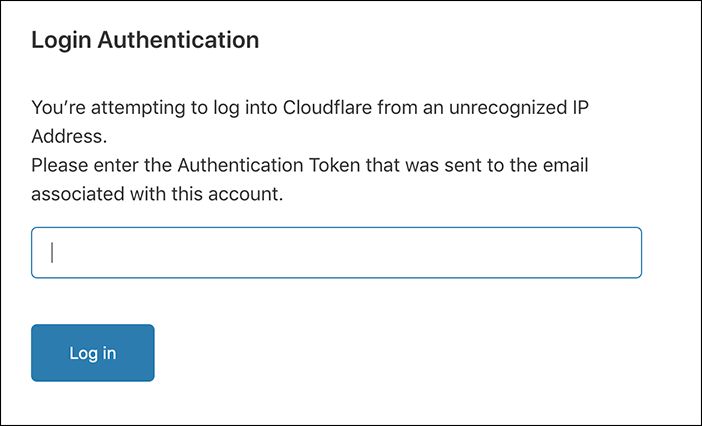 Login Authentication
You’re attempting to log into Cloudflare from an unrecognized IP
Address.
Please enter the Authentication Token that was sent to the email
associated with this account.
Log in